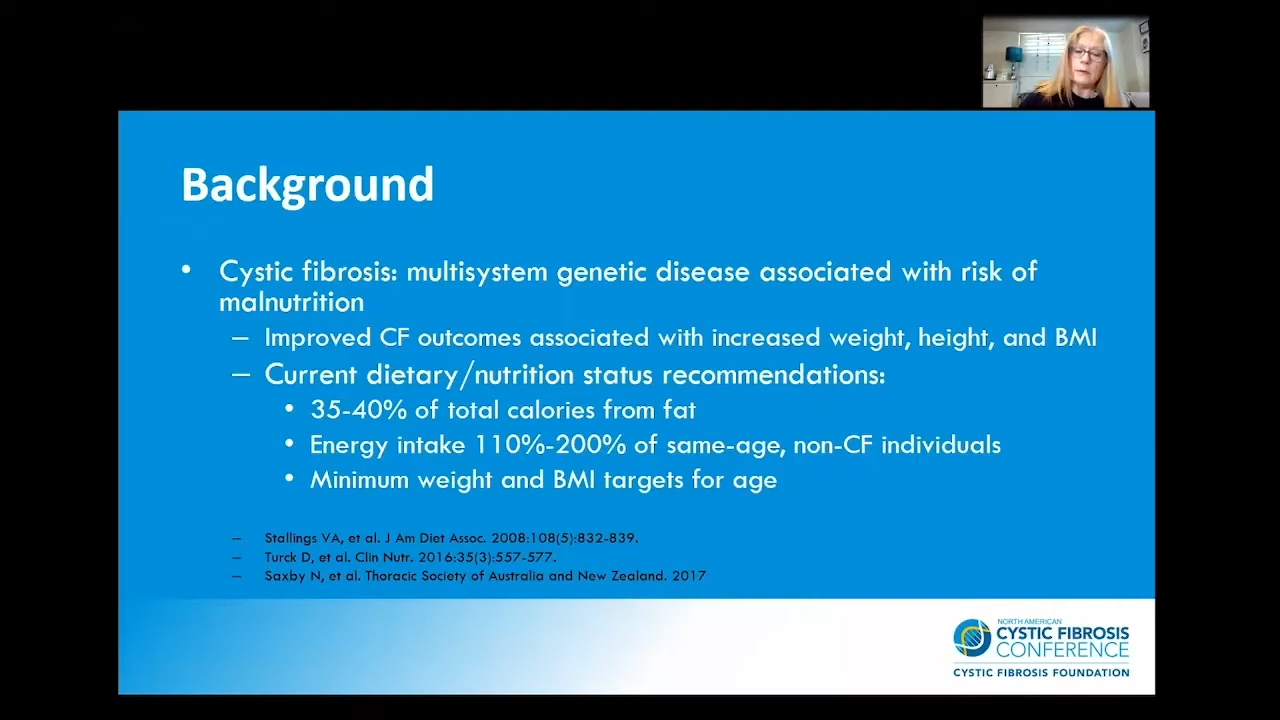 Background
• Cystic fibrosis: multisystem genetic disease associated with risk of
malnutrition
– Improved CF outcomes associated with increased weight, height, and BMI
– Current dietary/nutrition status recommendations:
• 35-40% of total calories from fat
• Energy intake 110%-200% of same-age, non-CF individuals
• Minimum weight and BMI targets for age
– Stallings VA, et al. J Am Diet Assoc. 2008:108(5):832-839.
– Turck D, et al. Clin Nutr. 2016:35(3):557-577.
– Saxby N, et al. Thoracic Society of Australia and New Zealand. 2017
NORTH AMERICAN
CYSTIC FIBROSIS
CONFERENCE
CYSTIC FIBROSIS FOUNDATION